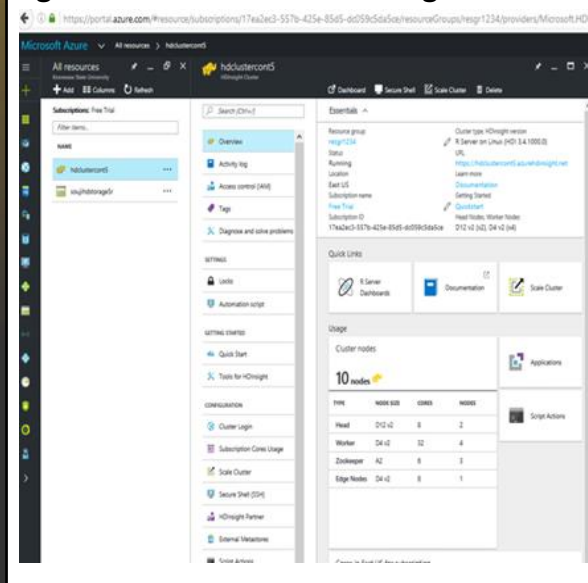 https://portal.azure.com/#resource/subscriptions/17ea2ec3-557b-425e-85d5-dc059c5da5ce/resourceGroups/resgr1234/providers/Microsoft.HD
Microsoft Azure All resources > hdclustercont5
All resources
Kennesaw State University
Add Columns Refresh
Subscriptions: Free Trial
Filter items...
NAME
hdclustercont5 ...
...
hdclustercont5
HDInsight Cluster
Search (Ctrl+/)
Overview
Activity log
Access control (IAM)
Tags
Diagnose and solve problems
SETTINGS
Locks
Automation script
GETTING STARTED
Quick Start
Tools for HDInsight
CONFIGURATION
Cluster Login
Subscription Cores Usage
Scale Cluster
Secure Shell (SSH)
HDInsight Partner
External Metastores
Script Actions
Dashboard Secure Shell Scale Cluster Delete
Essentials
Resource group
resgr1234
Status
Running
Location
East US
Subscription name
Free Trial
Subscription ID
17ea2ec3-557b-425e-85d5-dc059c5da5ce
Cluster type, HDInsight version
R Server on Linux (HDI 3.4.1000.0)
URL
https://hdclustercont5.azurehdinsight.net
Learn more
Documentation
Getting Started
Quickstart
Head Nodes, Worker Nodes
D12 v2 (x2), D4 v2 (x4)
Quick Links
R Server Dashboards
Documentation
Scale Cluster
Usage
Cluster nodes
10 nodes
TYPE NODE SIZE CORES NODES
Head D12 v2 8 2
Worker D4 v2 32 4
Zookeeper A2 6 3
Edge Nodes D4 v2 8 1
Applications
Script Actions